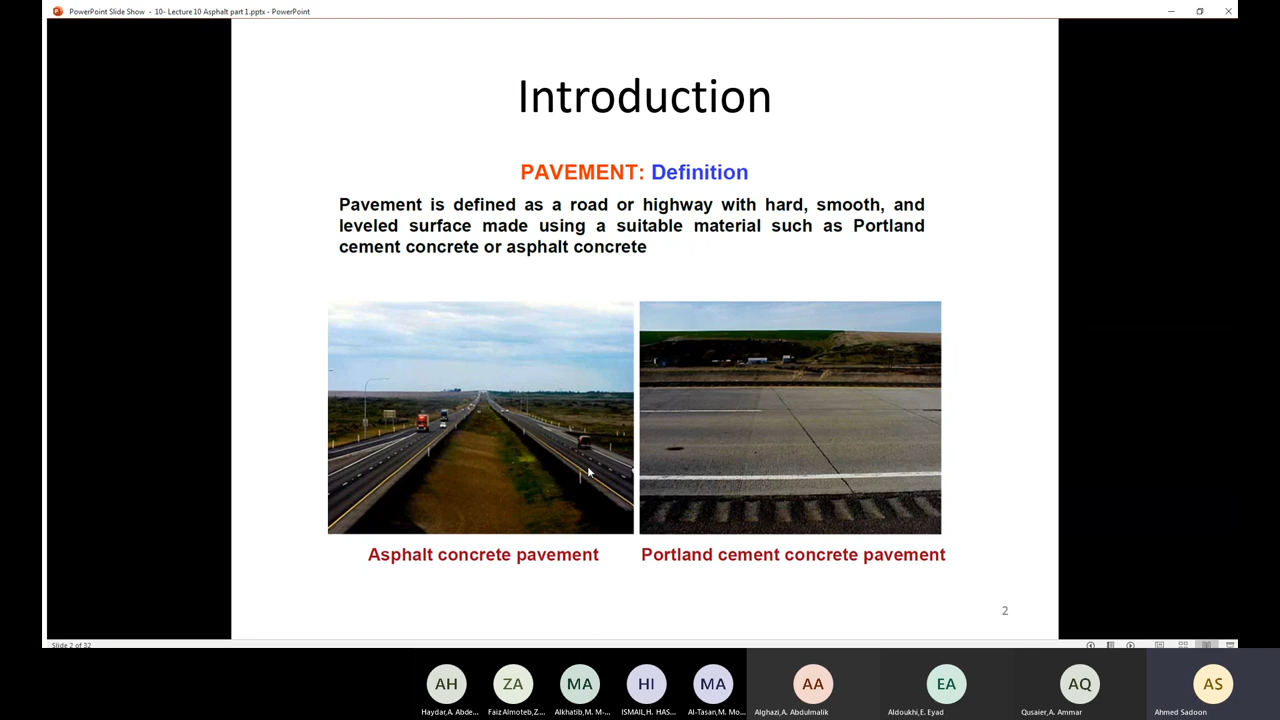 PowerPoint Slide Show - 10- Lecture 10 Asphalt part 1.pptx - PowerPoint
Introduction
PAVEMENT: Definition
Pavement is defined as a road or highway with hard, smooth, and
leveled surface made using a suitable material such as Portland
cement concrete or asphalt concrete
Asphalt concrete pavement
Portland cement concrete pavement
2
Slide 2 of 32
AH
ZA
MA
HI
MA
AA
EA
AQ
AS
Haydar,A. Abde...
Faiz Almoteb,Z...
Alkhatib,M. M-...
ISMAIL,H. HAS...
Al-Tasan,M. Mo...
Alghazi,A. Abdulmalik
Aldoukhi,E. Eyad
Qusaier,A. Ammar
Ahmed Sadoon